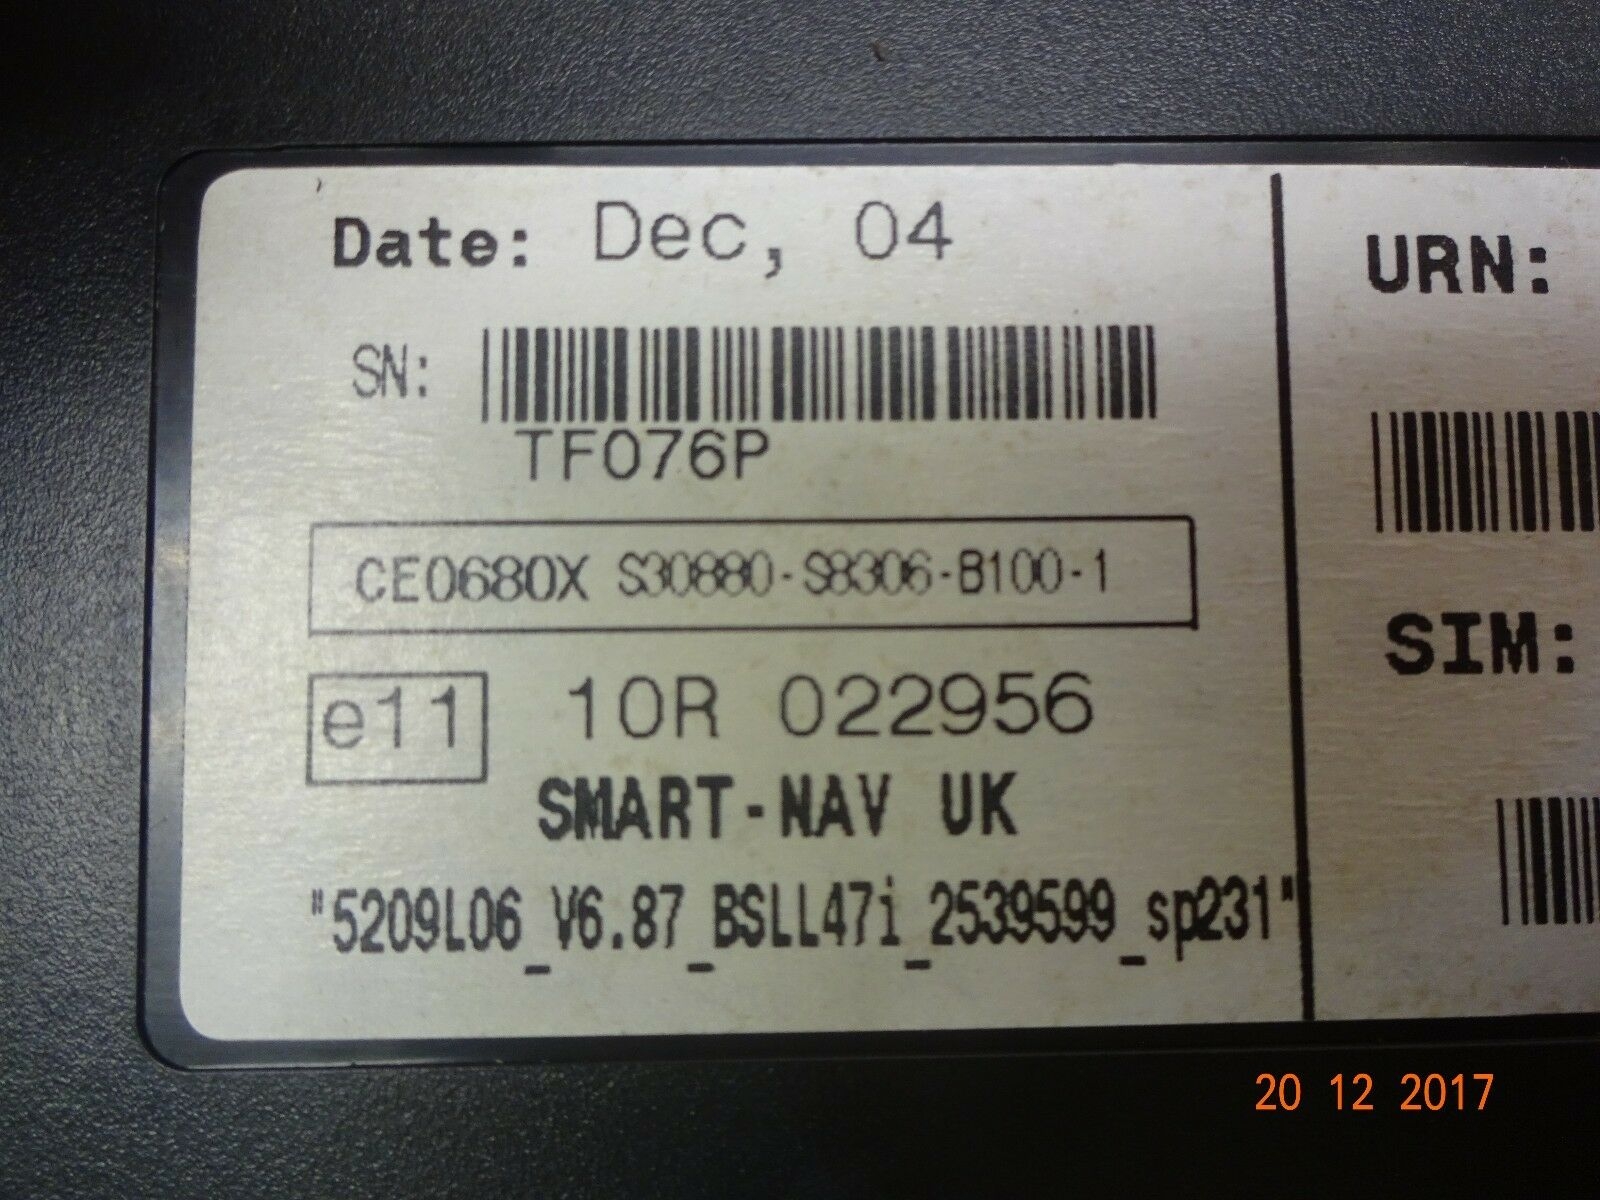 Date: Dec, 04
SN:
TF076P
CE0680X S30880-S8306-B100-1
e11 10R 022956
SMART-NAV UK
"5209L06_V6.87_BSLL47i_2539599_sp231"
URN:
SIM:
20 12 2017